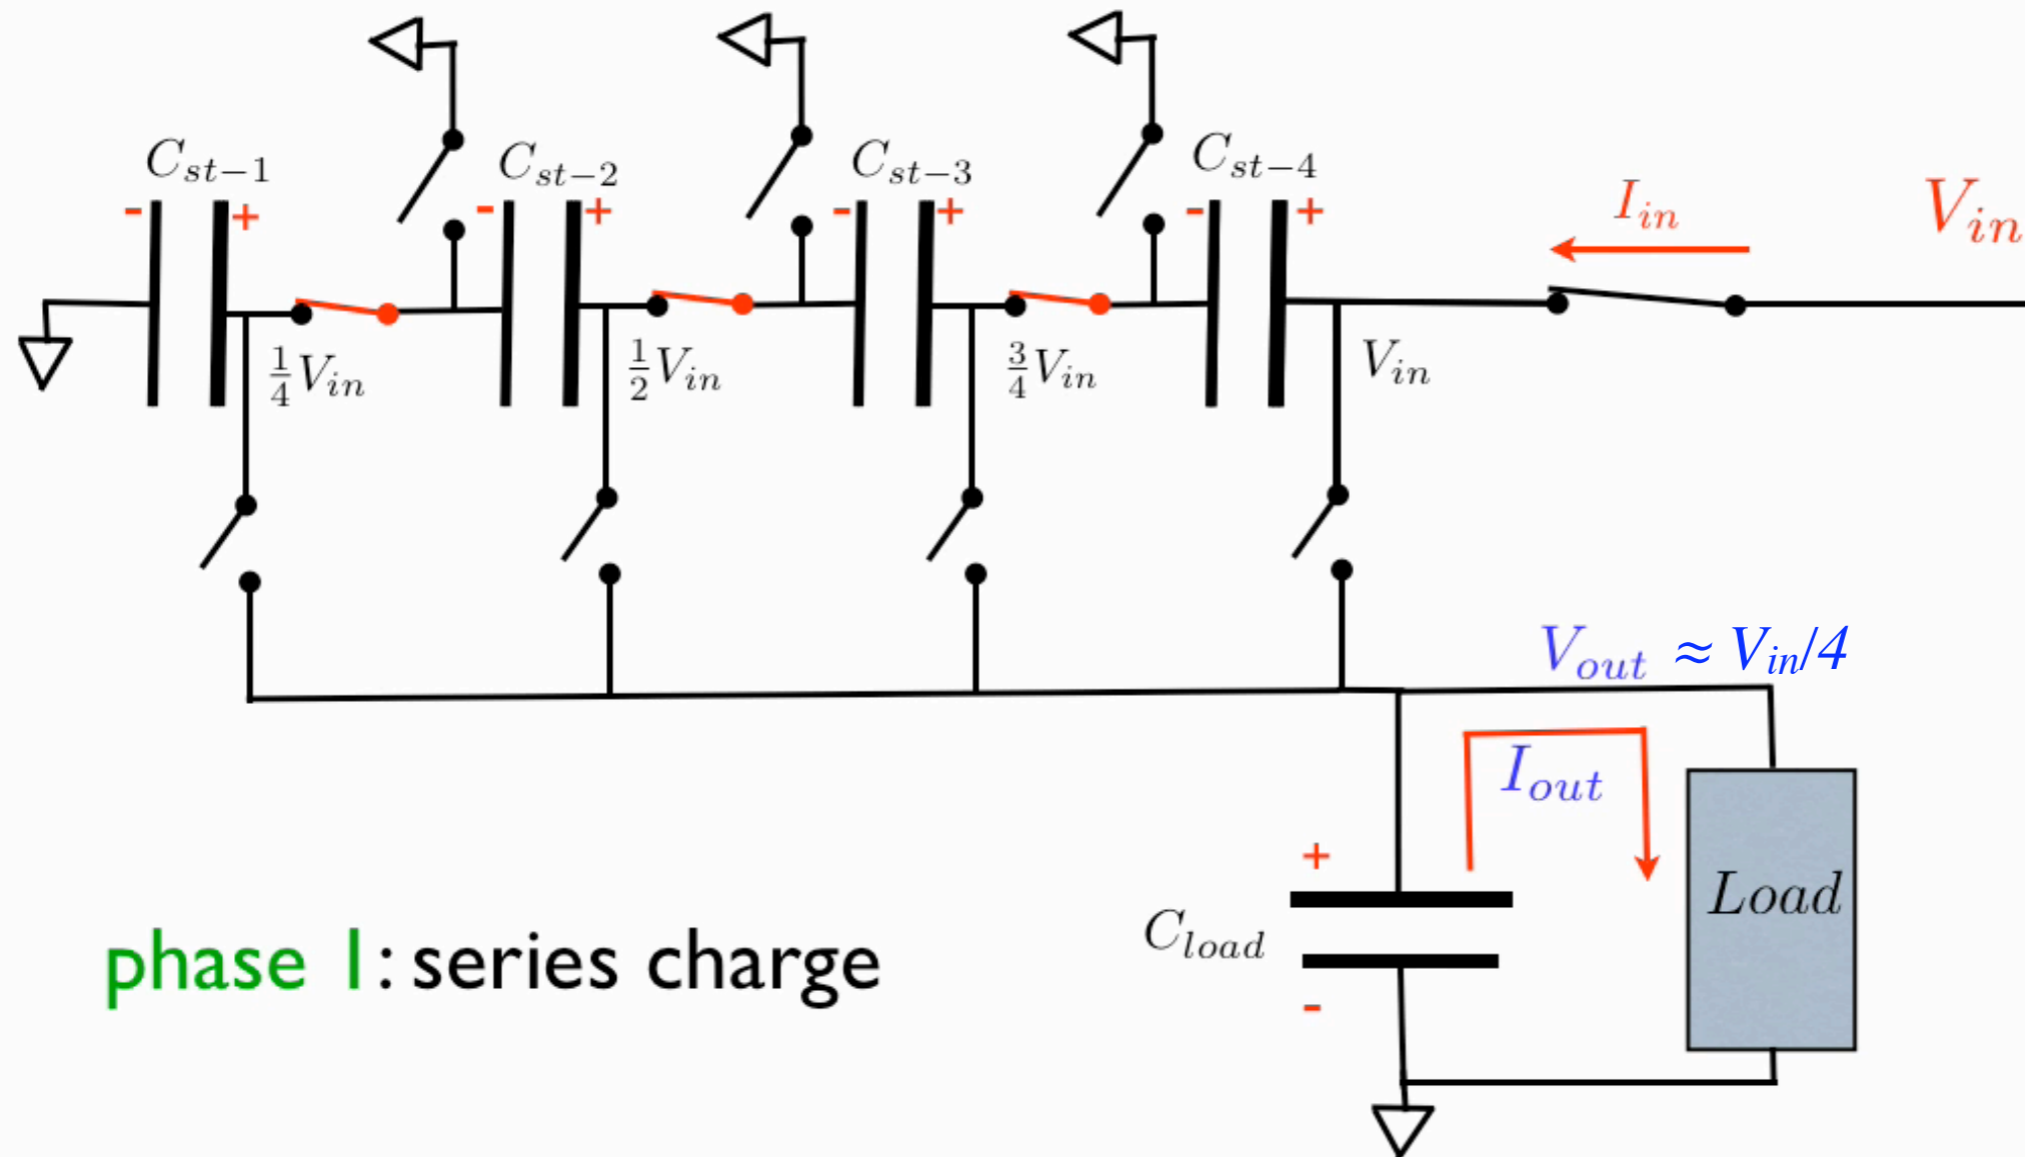 C_{st-1}
C_{st-2}
C_{st-3}
C_{st-4}
- +
- +
- +
- +
I_{in}
V_{in}
1/4 V_{in}
1/2 V_{in}
3/4 V_{in}
V_{in}
V_{out} ≈ V_{in}/4
I_{out}
+
C_{load}
-
Load
phase 1: series charge